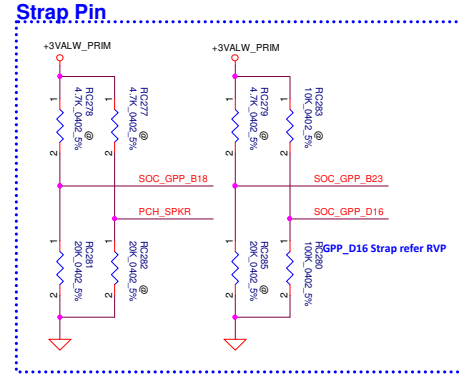 Strap Pin
+3VALW_PRIM
+3VALW_PRIM
1
RC278
4.7K_0402_5%
@
2
1
RC277
4.7K_0402_5%
@
2
1
RC279
4.7K_0402_5%
@
2
1
RC283
10K_0402_5%
@
2
SOC_GPP_B18
PCH_SPKR
SOC_GPP_B23
SOC_GPP_D16
GPP_D16 Strap refer RVP
1
RC281
20K_0402_5%
2
1
RC282
20K_0402_5%
@
2
1
RC285
20K_0402_5%
@
2
1
RC280
100K_0402_5%
2